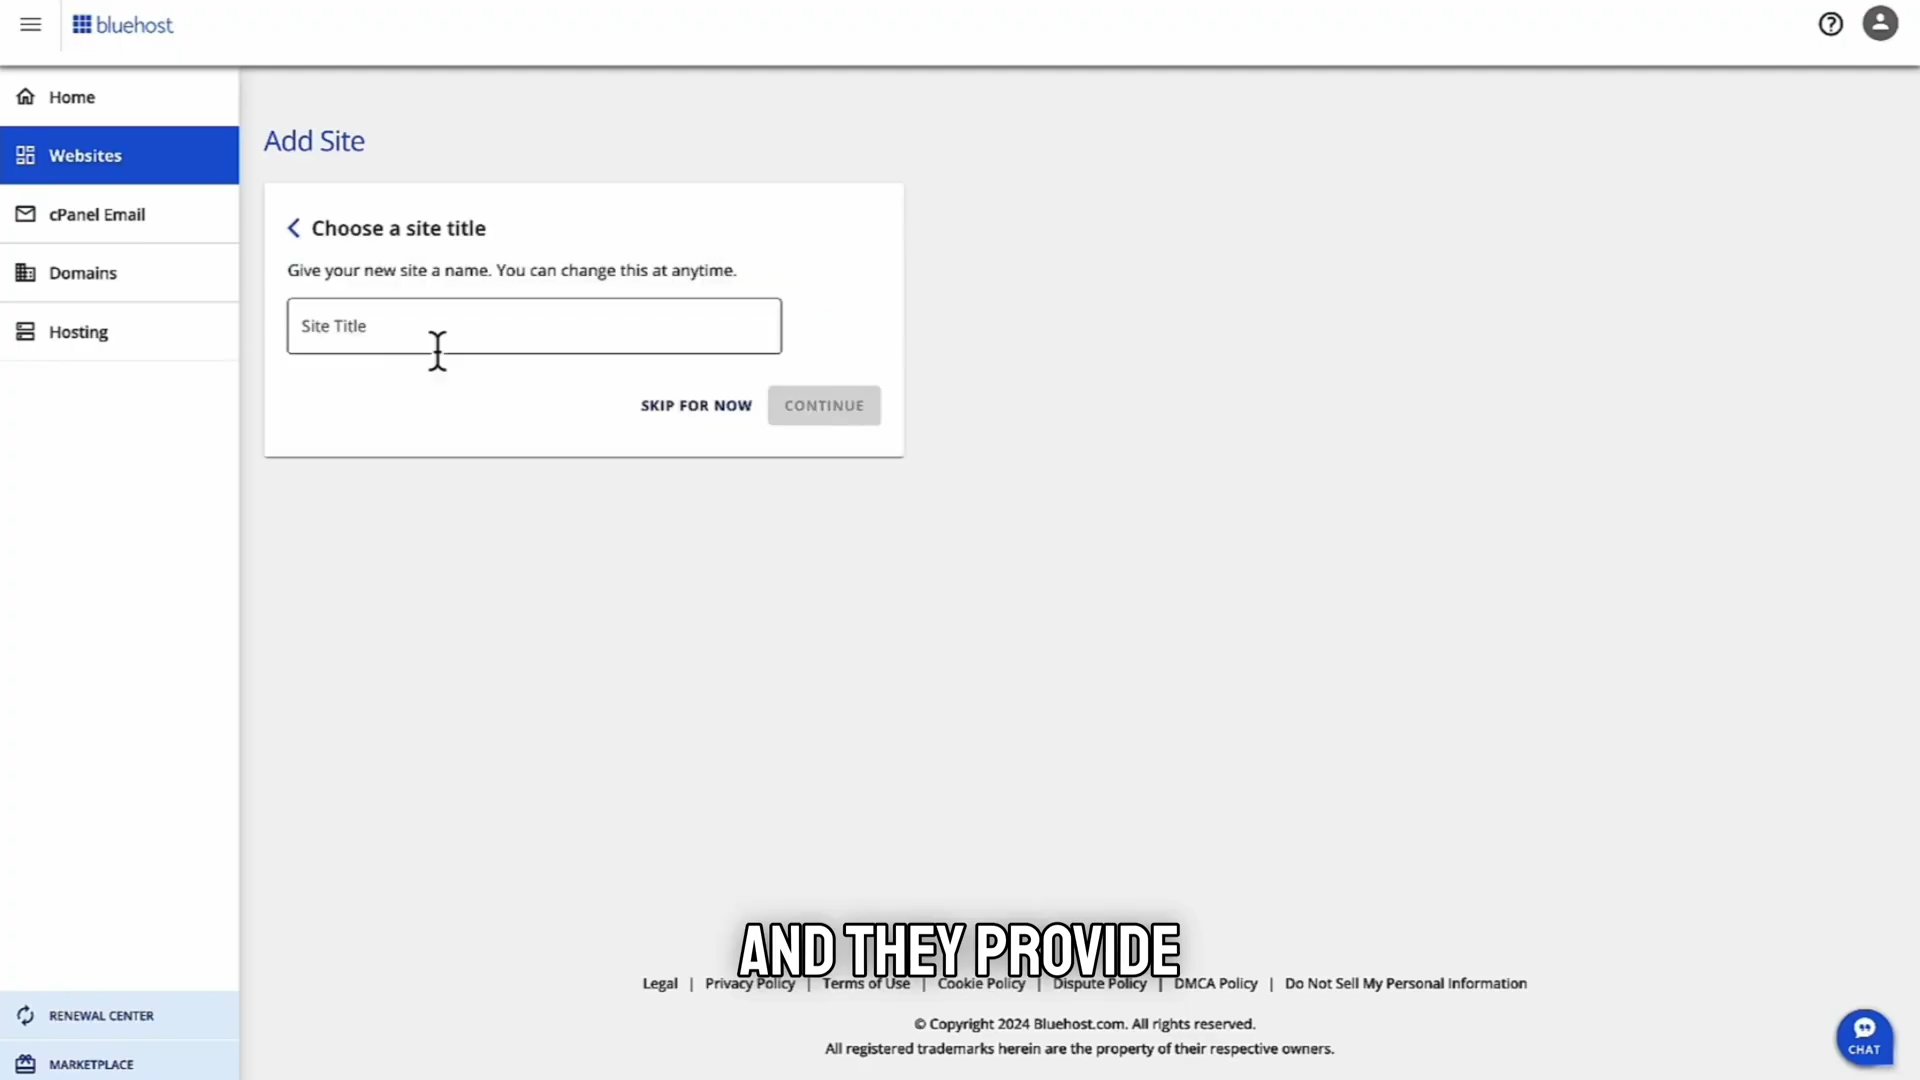 bluehost
Home
Websites
cPanel Email
Domains
Hosting
Add Site
Choose a site title
Give your new site a name. You can change this at anytime.
Site Title
SKIP FOR NOW
CONTINUE
AND THEY PROVIDE
Legal | Privacy Policy | Terms of Use | Cookie Policy | Dispute Policy | DMCA Policy | Do Not Sell My Personal Information
© Copyright 2024 Bluehost.com. All rights reserved.
All registered trademarks herein are the property of their respective owners.
RENEWAL CENTER
MARKETPLACE
CHAT